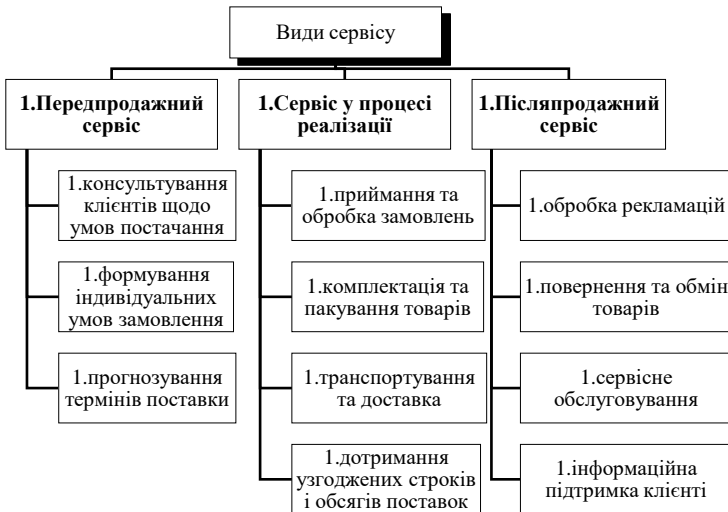 Види сервісу
1.Передпродажний
сервіс
1.консультування
клієнтів щодо
умов постачання
1.формування
індивідуальних
умов замовлення
1.прогнозування
термінів поставки
1.Сервіс у процесі
реалізації
1.приймання та
обробка замовлень
1.комплектація та
пакування товарів
1.транспортування
та доставка
1.дотримання
узгоджених строків
і обсягів поставок
1.Післяпродажний
сервіс
1.обробка рекламацій
1.повернення та обмін
товарів
1.сервісне
обслуговування
1.інформаційна
підтримка клієнті